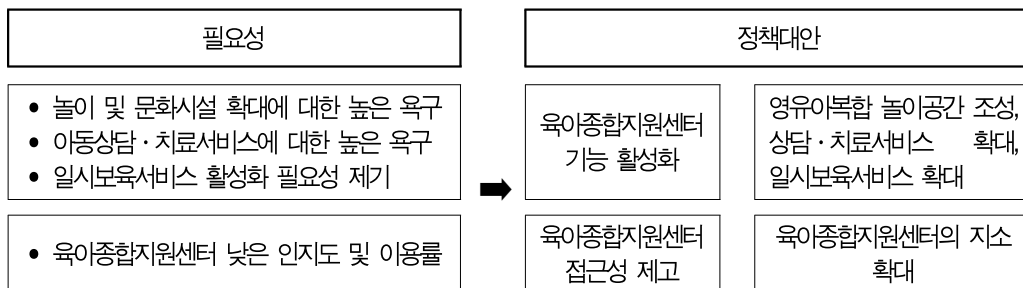 필요성
정책대안
• 놀이 및 문화시설 확대에 대한 높은 욕구
• 아동상담·치료서비스에 대한 높은 욕구
• 일시보육서비스 활성화 필요성 제기
➡
육아종합지원센터
기능 활성화
영유아복합 놀이공간 조성,
상담·치료서비스 확대,
일시보육서비스 확대
• 육아종합지원센터 낮은 인지도 및 이용률
육아종합지원센터
접근성 제고
육아종합지원센터의 지소
확대